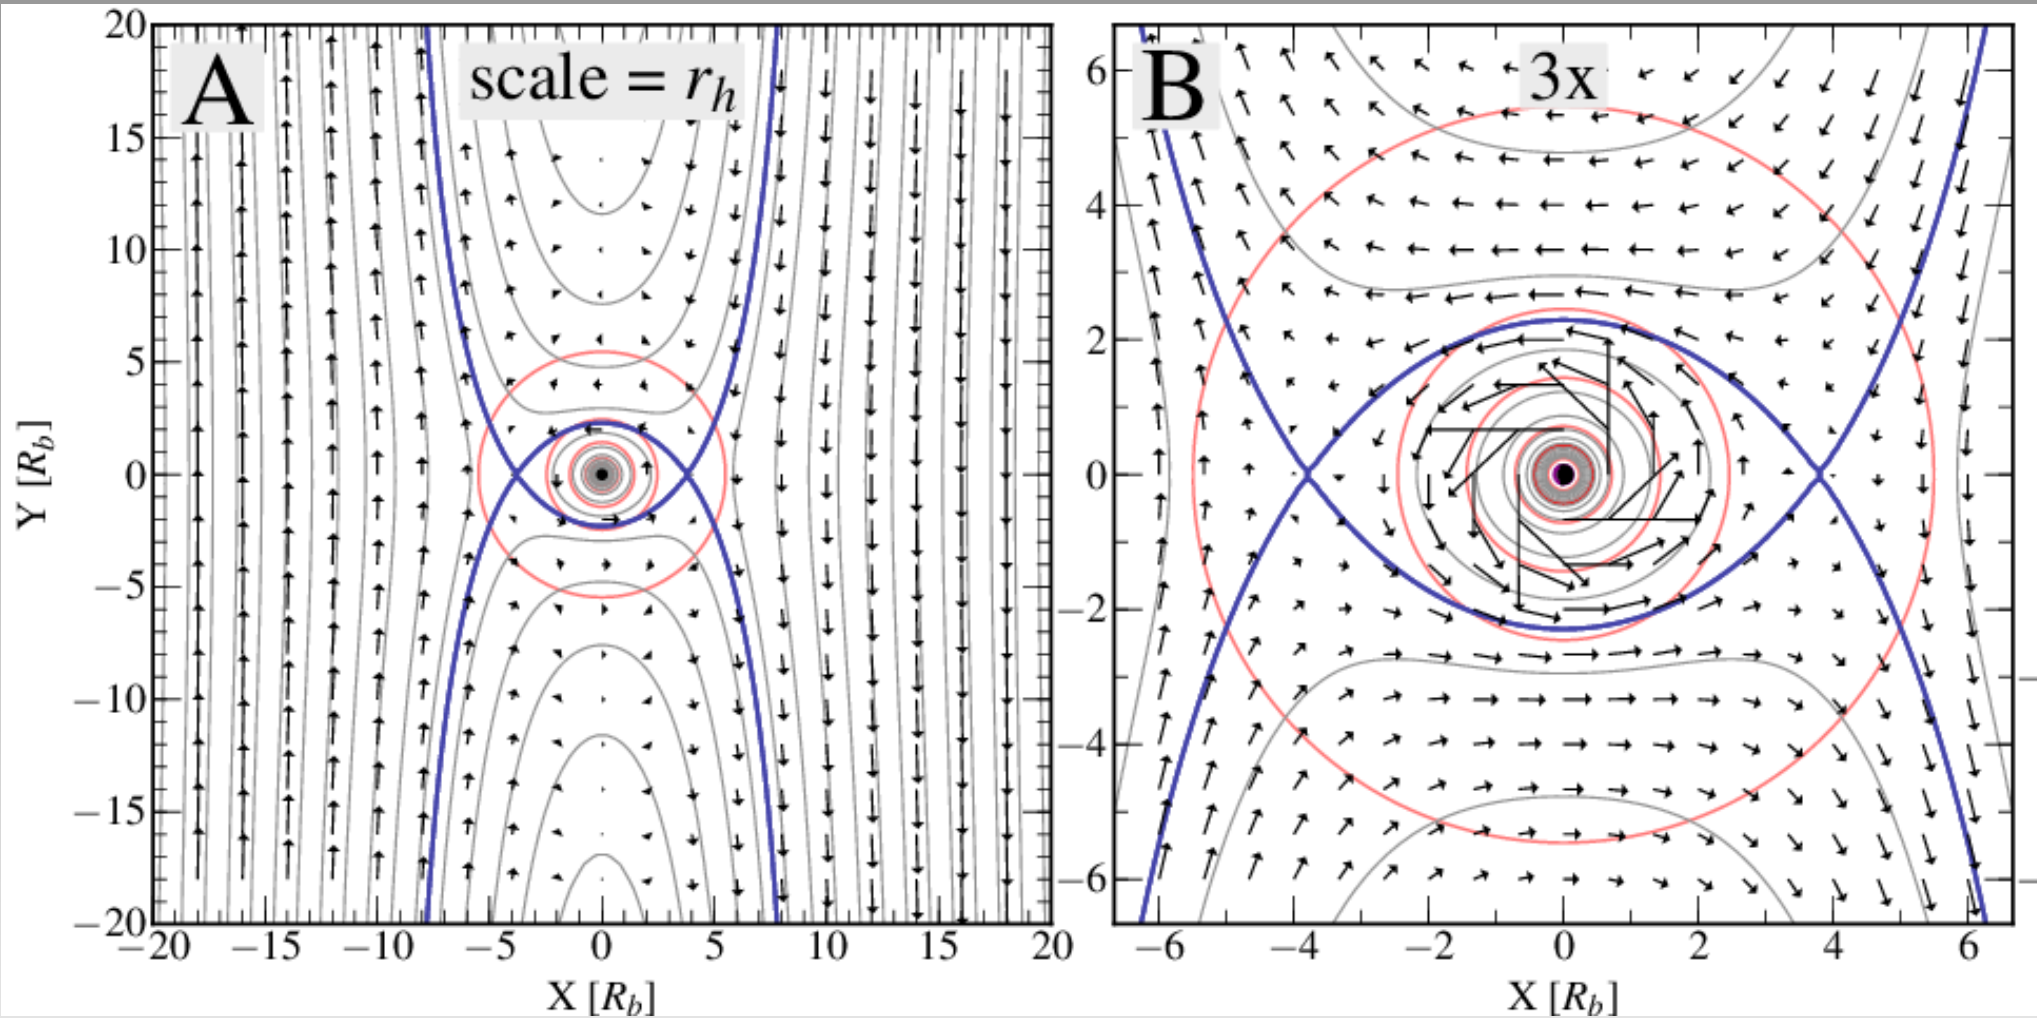 A
scale = r_h
20
15
10
5
0
−5
−10
−15
−20
Y [R_b]
−20 −15 −10 −5 0 5 10 15 20
X [R_b]
B
3x
6
4
2
0
−2
−4
−6
−6 −4 −2 0 2 4 6
X [R_b]